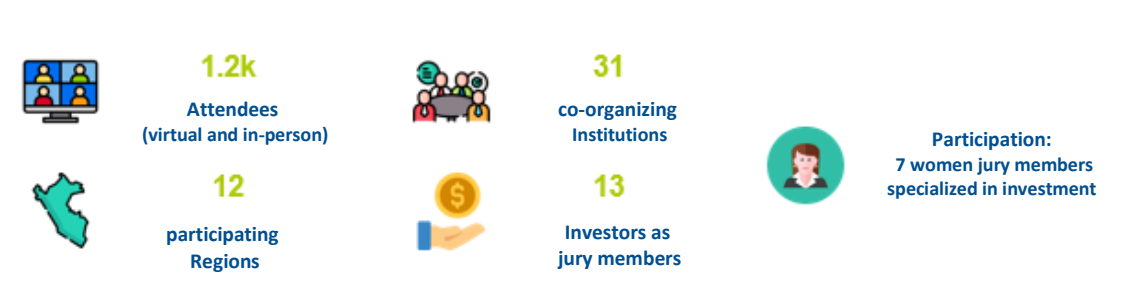 1.2k
Attendees
(virtual and in-person)
31
co-organizing
Institutions
12
participating
Regions
13
Investors as
jury members
Participation:
7 women jury members
specialized in investment